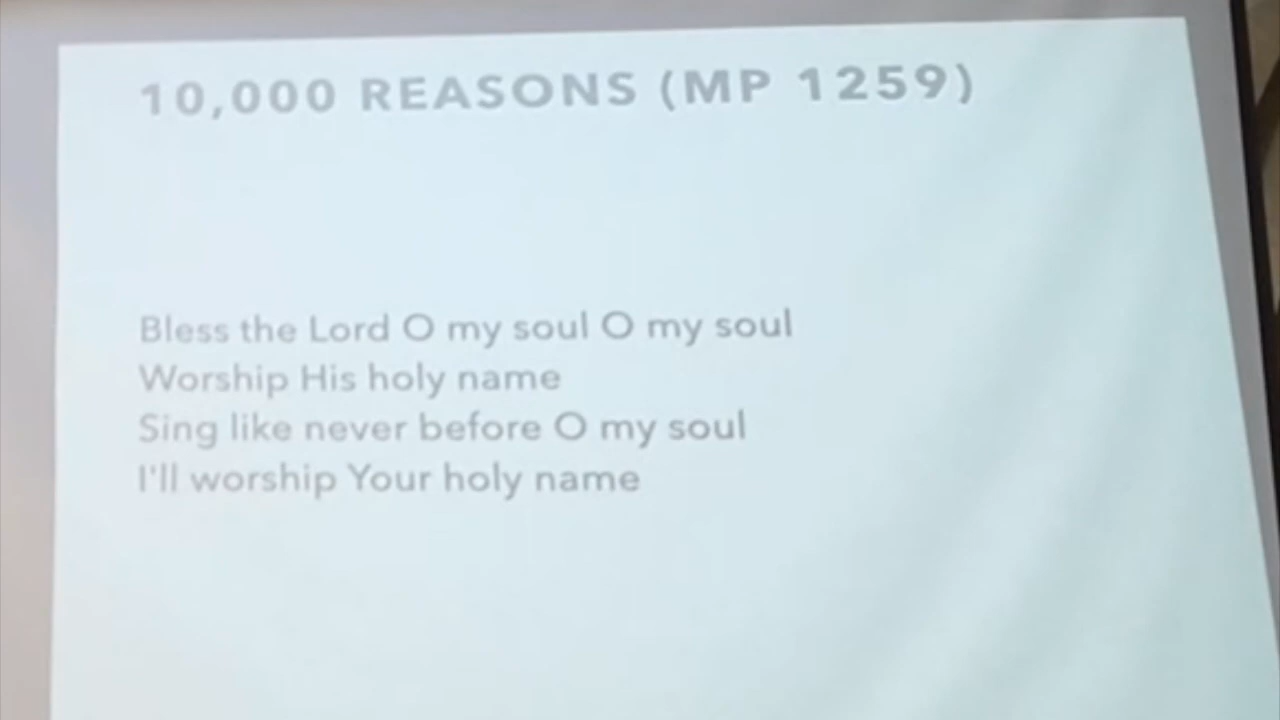 10,000 REASONS (MP 1259)
Bless the Lord O my soul O my soul
Worship His holy name
Sing like never before O my soul
I'll worship Your holy name